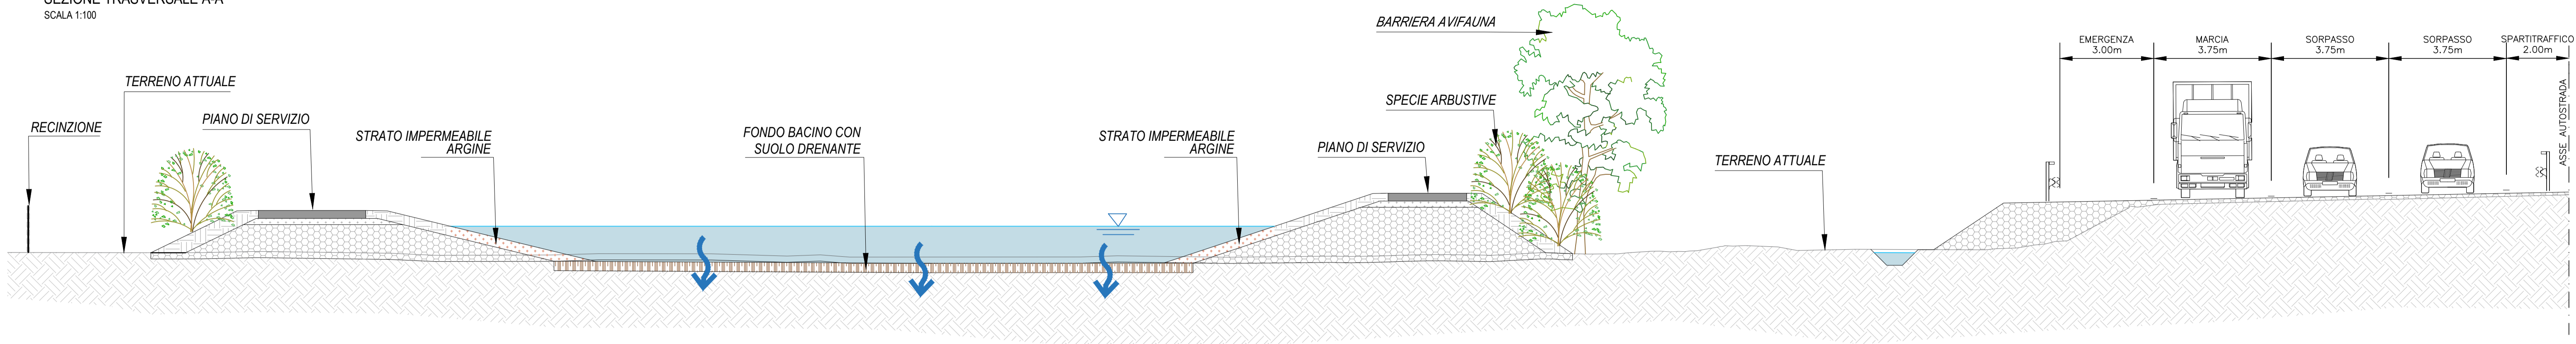 SEZIONE TRASVERSALE A-A
SCALA 1:100
BARRIERA AVIFAUNA
EMERGENZA
3.00m
MARCIA
3.75m
SORPASSO
3.75m
SORPASSO
3.75m
SPARTITRAFFICO
2.00m
TERRENO ATTUALE
ASSE AUTOSTRADA
SPECIE ARBUSTIVE
RECINZIONE
PIANO DI SERVIZIO
STRATO IMPERMEABILE
ARGINE
FONDO BACINO CON
SUOLO DRENANTE
STRATO IMPERMEABILE
ARGINE
PIANO DI SERVIZIO
TERRENO ATTUALE